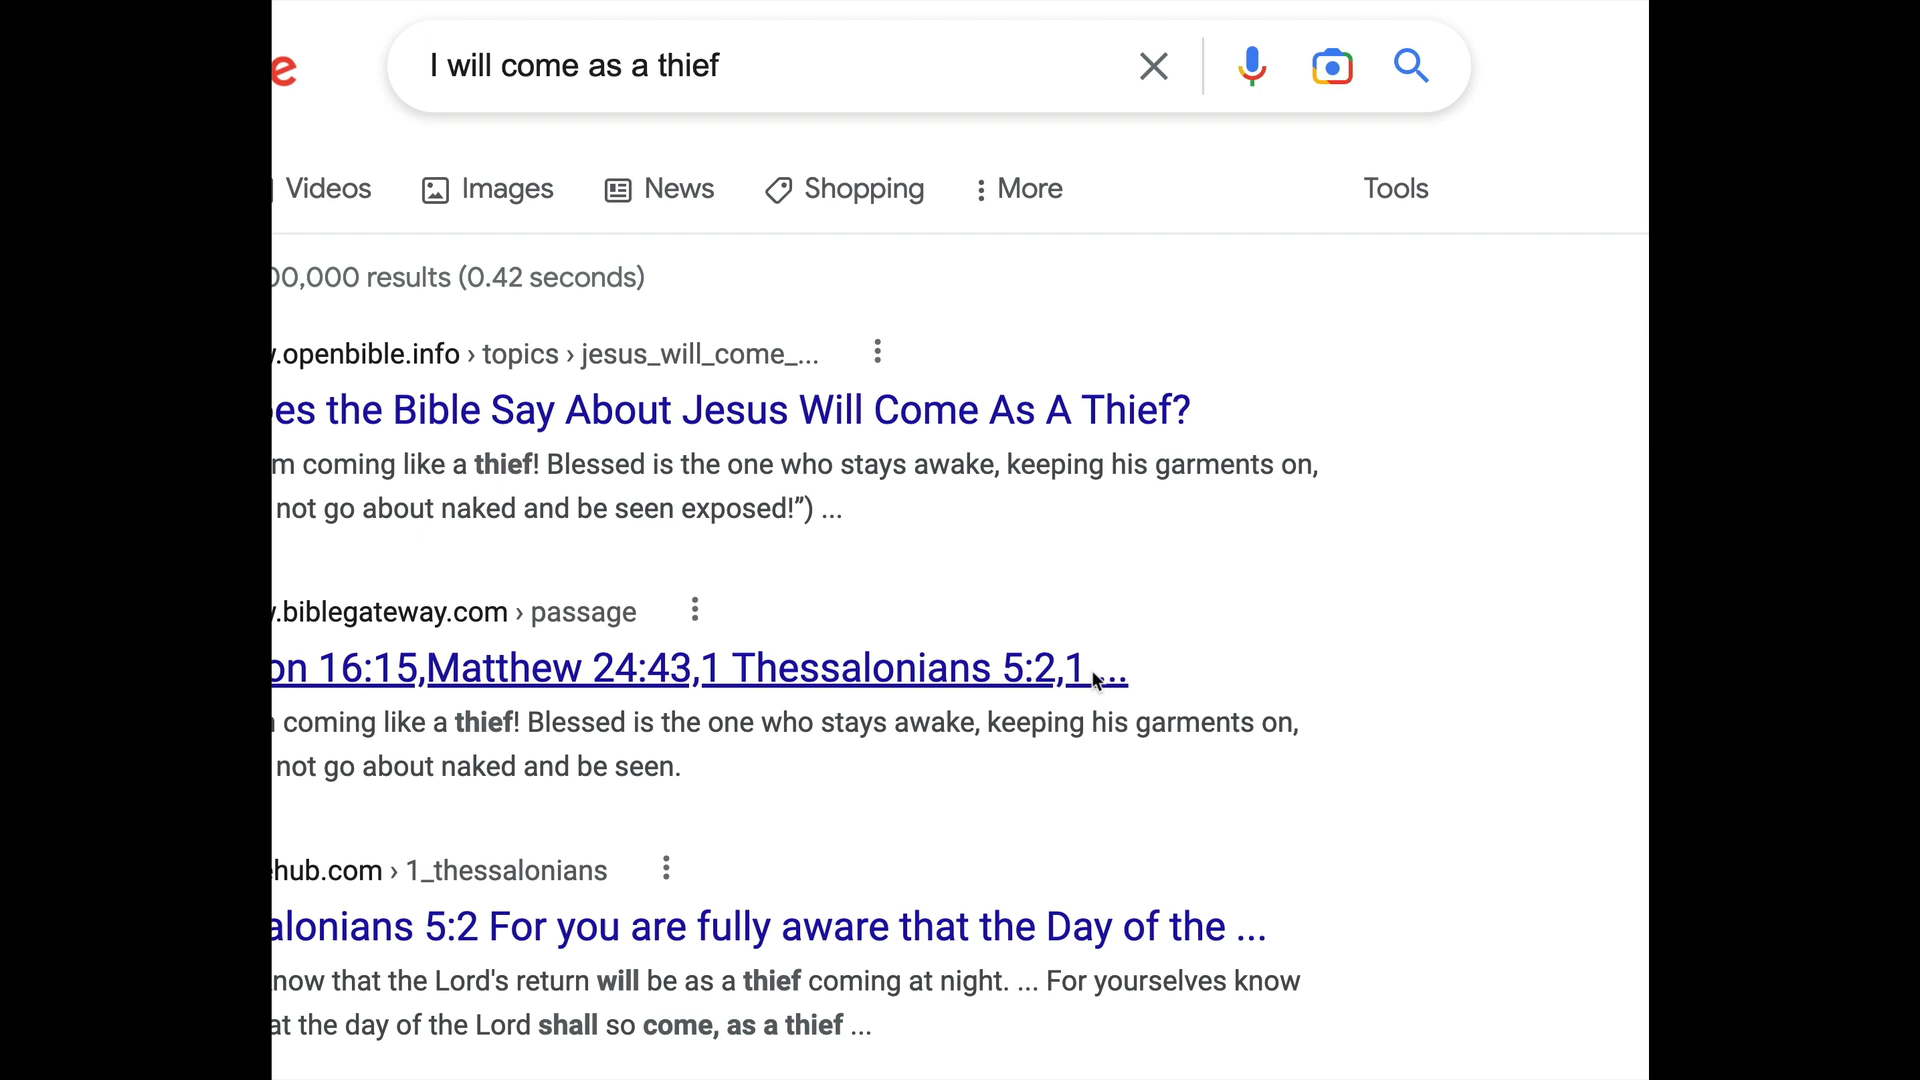 I will come as a thief
Videos Images News Shopping More Tools
00,000 results (0.42 seconds)
.openbible.info › topics › jesus_will_come_...
es the Bible Say About Jesus Will Come As A Thief?
m coming like a thief! Blessed is the one who stays awake, keeping his garments on,
not go about naked and be seen exposed!”) ...
.biblegateway.com › passage
on 16:15,Matthew 24:43,1 Thessalonians 5:2,1 ...
coming like a thief! Blessed is the one who stays awake, keeping his garments on,
not go about naked and be seen.
hub.com › 1_thessalonians
alonians 5:2 For you are fully aware that the Day of the ...
now that the Lord's return will be as a thief coming at night. ... For yourselves know
at the day of the Lord shall so come, as a thief ...